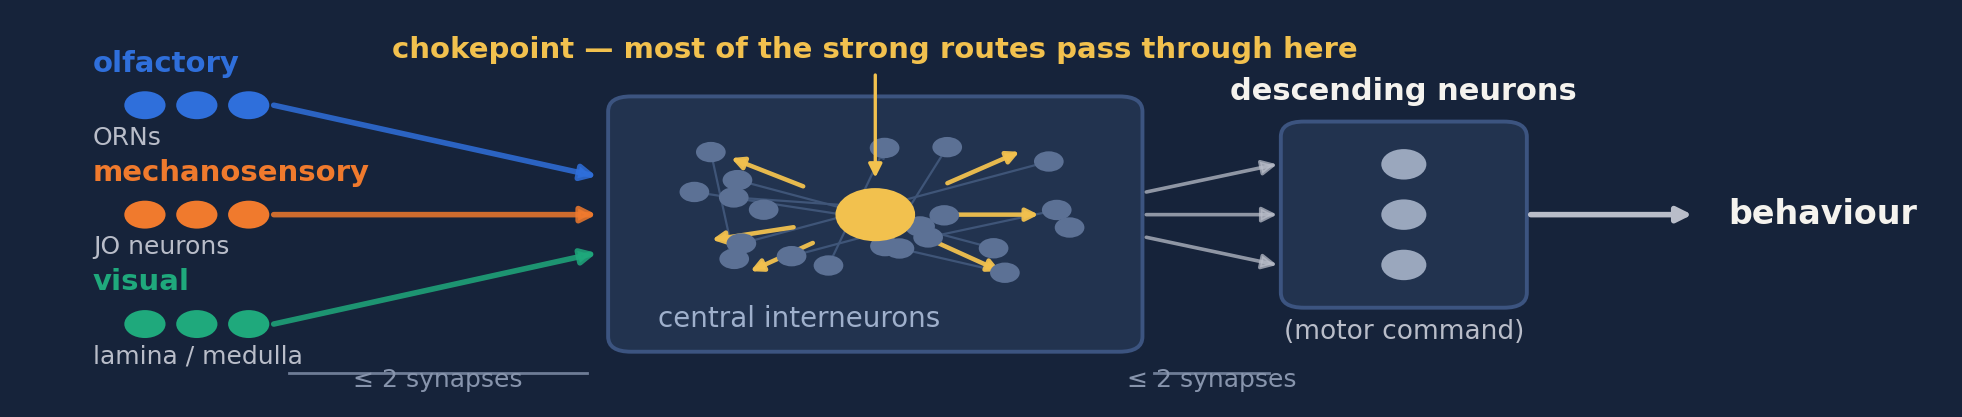 olfactory
ORNs
mechanosensory
JO neurons
visual
lamina / medulla
≤ 2 synapses
chokepoint — most of the strong routes pass through here
central interneurons
≤ 2 synapses
descending neurons
(motor command)
behaviour